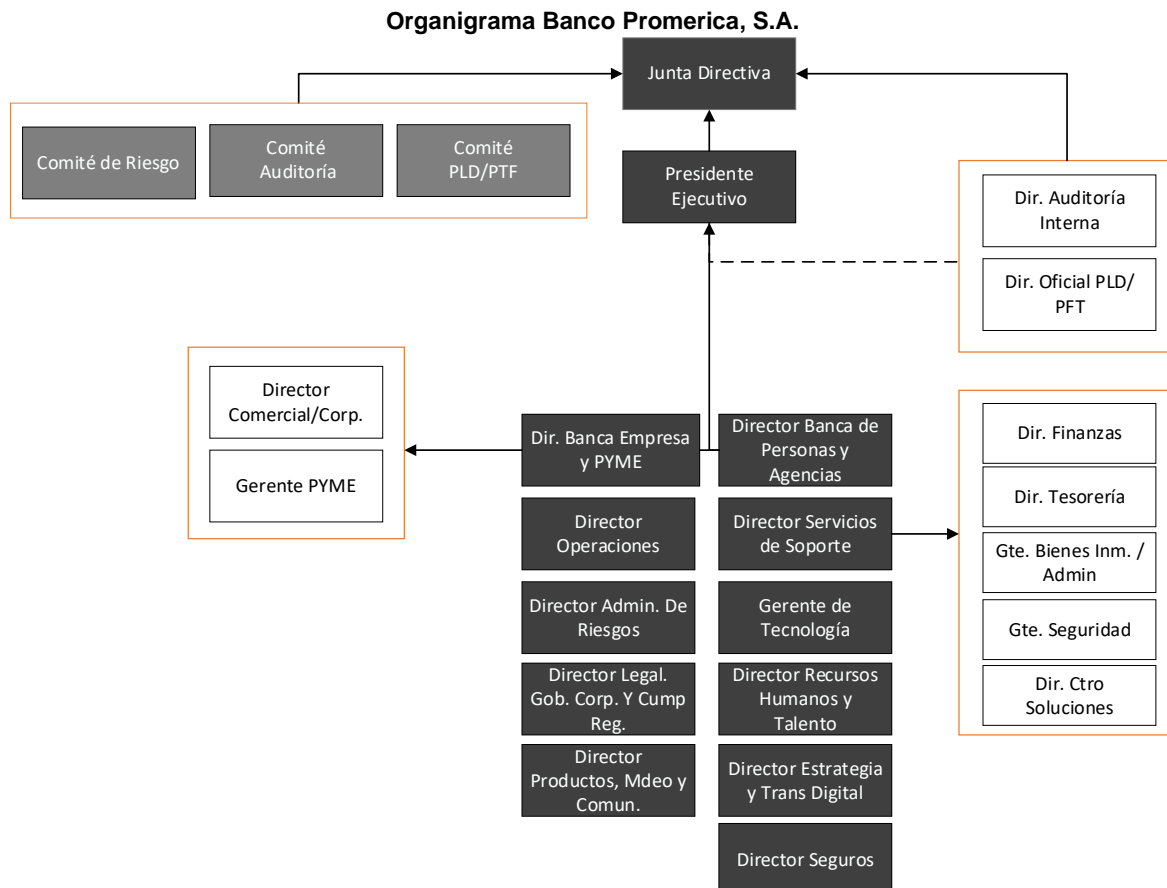 Organigrama Banco Promerica, S.A.
Junta Directiva
Comité de Riesgo
Comité
Auditoría
Comité
PLD/PTF
Presidente
Ejecutivo
Dir. Auditoría
Interna
Dir. Oficial PLD/
PFT
Director
Comercial/Corp.
Gerente PYME
Dir. Banca Empresa
y PYME
Director Banca de
Personas y
Agencias
Director
Operaciones
Director Servicios
de Soporte
Director Admin. De
Riesgos
Gerente de
Tecnología
Director Legal.
Gob. Corp. Y Cump
Reg.
Director Recursos
Humanos y
Talento
Director
Productos, Mdeo y
Comun.
Director Estrategia
y Trans Digital
Director Seguros
Dir. Finanzas
Dir. Tesorería
Gte. Bienes Inm. /
Admin
Gte. Seguridad
Dir. Ctro
Soluciones